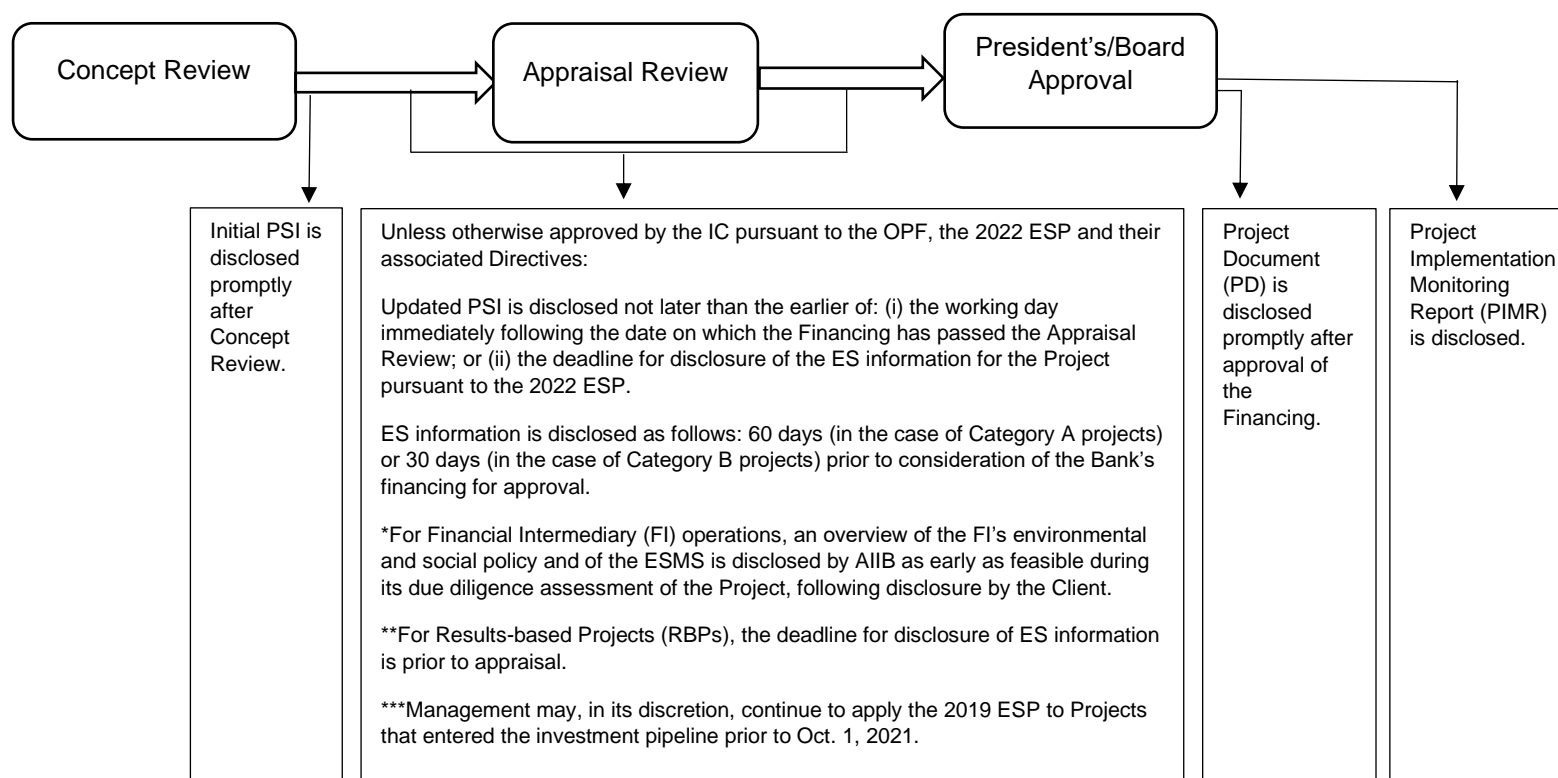 Concept Review
Appraisal Review
President’s/Board
Approval
Initial PSI is
disclosed
promptly
after
Concept
Review.
Unless otherwise approved by the IC pursuant to the OPF, the 2022 ESP and their
associated Directives:
Updated PSI is disclosed not later than the earlier of: (i) the working day
immediately following the date on which the Financing has passed the Appraisal
Review; or (ii) the deadline for disclosure of the ES information for the Project
pursuant to the 2022 ESP.
ES information is disclosed as follows: 60 days (in the case of Category A projects)
or 30 days (in the case of Category B projects) prior to consideration of the Bank’s
financing for approval.
*For Financial Intermediary (FI) operations, an overview of the FI’s environmental
and social policy and of the ESMS is disclosed by AIIB as early as feasible during
its due diligence assessment of the Project, following disclosure by the Client.
**For Results-based Projects (RBPs), the deadline for disclosure of ES information
is prior to appraisal.
***Management may, in its discretion, continue to apply the 2019 ESP to Projects
that entered the investment pipeline prior to Oct. 1, 2021.
Project
Document
(PD) is
disclosed
promptly after
approval of
the
Financing.
Project
Implementation
Monitoring
Report (PIMR)
is disclosed.